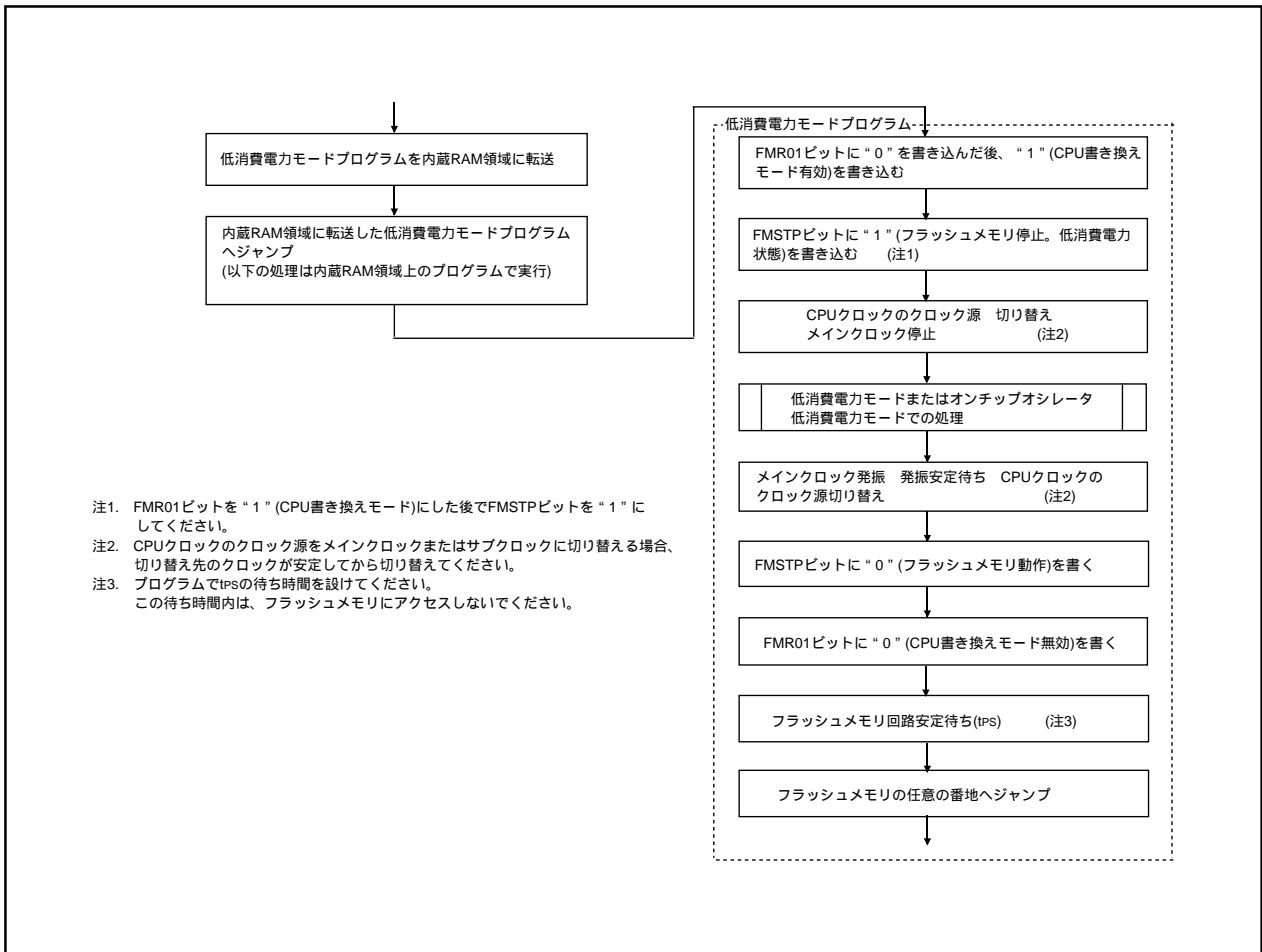 低消費電力モードプログラムを内蔵RAM領域に転送
内蔵RAM領域に転送した低消費電力モードプログラム
へジャンプ
(以下の処理は内蔵RAM領域上のプログラムで実行)
低消費電力モードプログラム
FMR01ビットに“0”を書き込んだ後、“1”(CPU書き換え
モード有効)を書き込む
FMSTPビットに“1”(フラッシュメモリ停止。低消費電力
状態)を書き込む (注1)
CPUクロックのクロック源 切り替え
メインクロック停止 (注2)
低消費電力モードまたはオンチップオシレータ
低消費電力モードでの処理
メインクロック発振 発振安定待ち CPUクロックの
クロック源切り替え (注2)
FMSTPビットに“0”(フラッシュメモリ動作)を書く
FMR01ビットに“0”(CPU書き換えモード無効)を書く
フラッシュメモリ回路安定待ち(tPS) (注3)
フラッシュメモリの任意の番地へジャンプ
注1. FMR01ビットを“1”(CPU書き換えモード)にした後でFMSTPビットを“1”に
してください。
注2. CPUクロックのクロック源をメインクロックまたはサブクロックに切り替える場合、
切り替え先のクロックが安定してから切り替えてください。
注3. プログラムでtPSの待ち時間を設けてください。
この待ち時間内は、フラッシュメモリにアクセスしないでください。